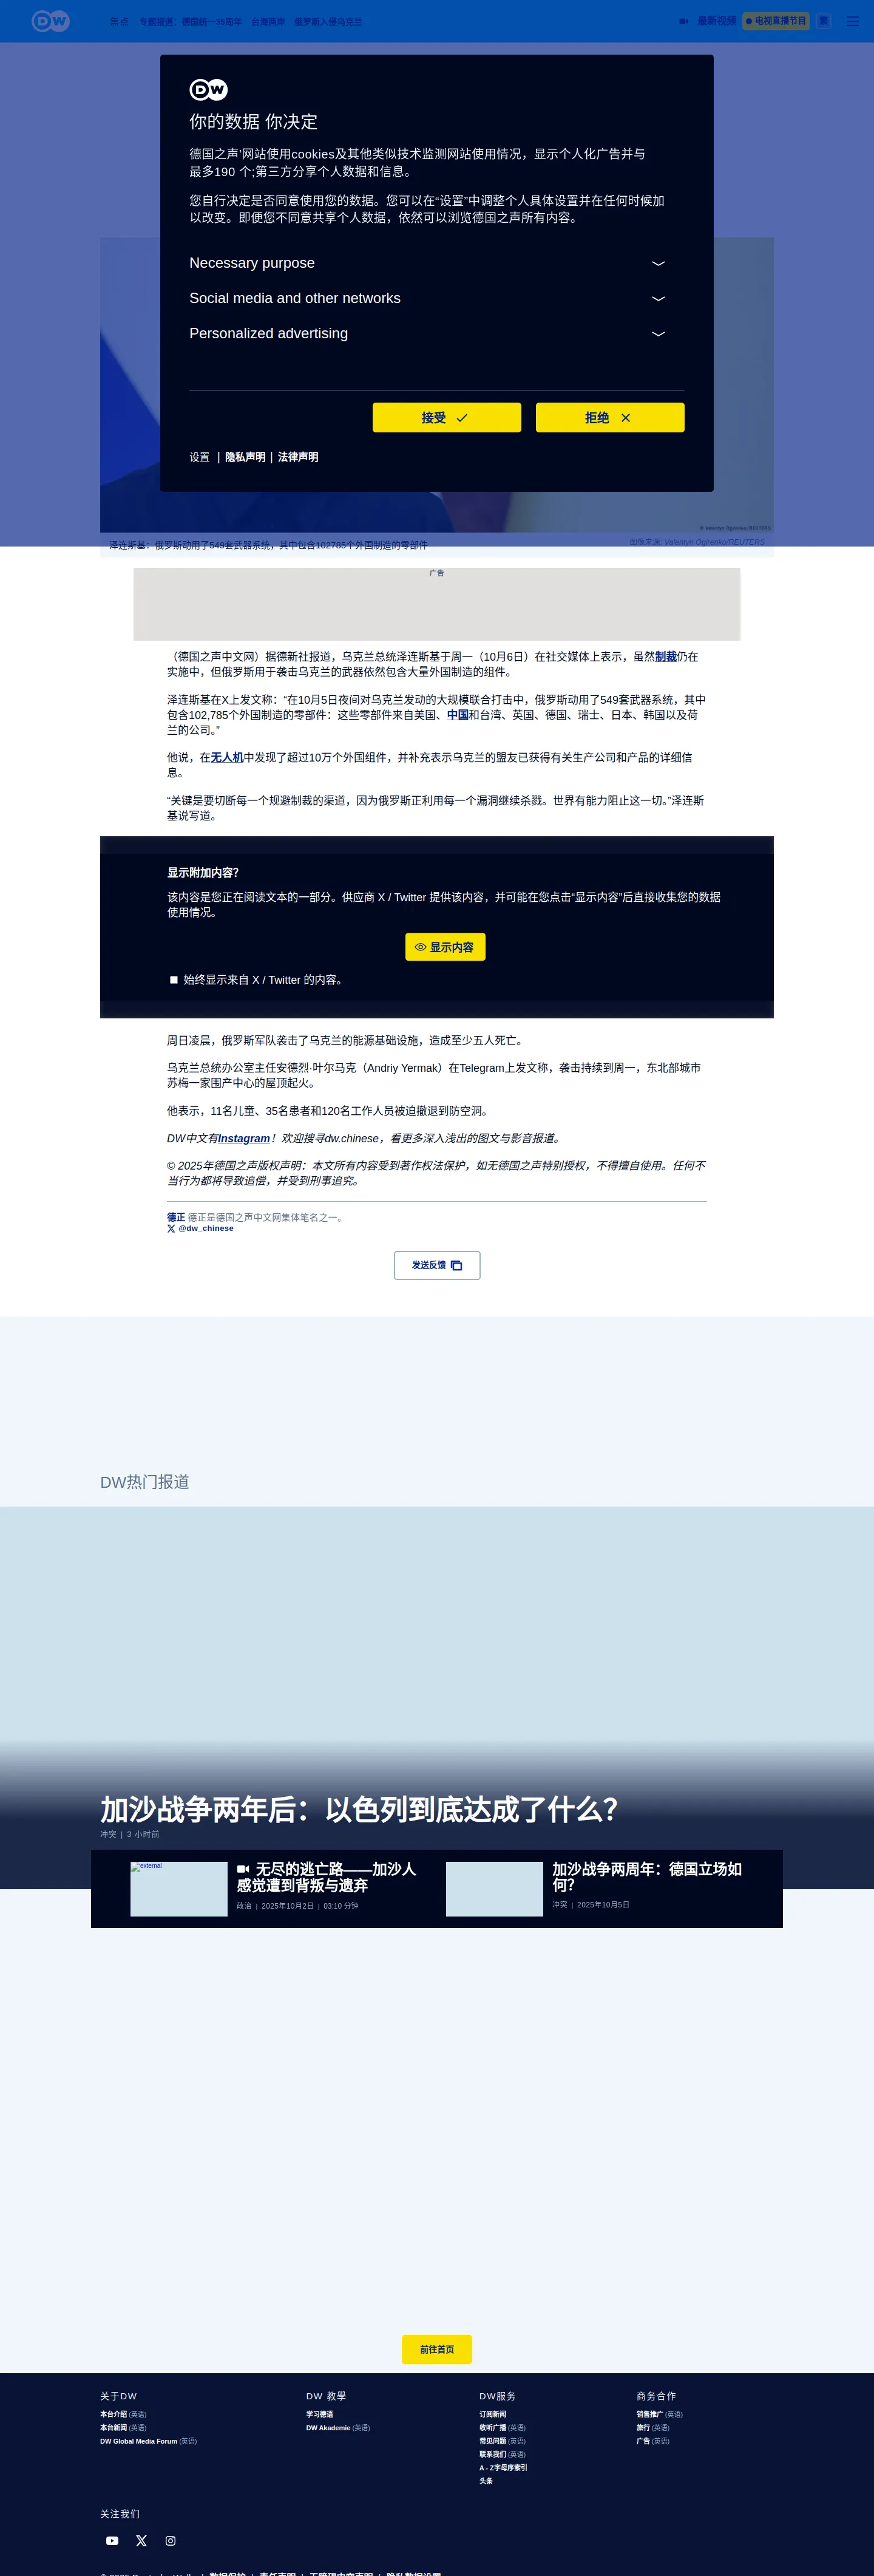 DW
焦点 专题报道：德国统一35周年 台海两岸 俄罗斯入侵乌克兰 最新视频 电视直播节目 繁
DW
你的数据 你决定
德国之声'网站使用cookies及其他类似技术监测网站使用情况，显示个人化广告并与
最多190 个;第三方分享个人数据和信息。
您自行决定是否同意使用您的数据。您可以在“设置”中调整个人具体设置并在任何时候加
以改变。即便您不同意共享个人数据，依然可以浏览德国之声所有内容。
Necessary purpose
Social media and other networks
Personalized advertising
接受 拒绝
设置 | 隐私声明 | 法律声明
© Valentyn Ogirenko/REUTERS
泽连斯基：俄罗斯动用了549套武器系统，其中包含102785个外国制造的零部件 图像来源: Valentyn Ogirenko/REUTERS
广告
（德国之声中文网）据德新社报道，乌克兰总统泽连斯基于周一（10月6日）在社交媒体上表示，虽然制裁仍在
实施中，但俄罗斯用于袭击乌克兰的武器依然包含大量外国制造的组件。
泽连斯基在X上发文称：“在10月5日夜间对乌克兰发动的大规模联合打击中，俄罗斯动用了549套武器系统，其中
包含102,785个外国制造的零部件：这些零部件来自美国、中国和台湾、英国、德国、瑞士、日本、韩国以及荷
兰的公司。”
他说，在无人机中发现了超过10万个外国组件，并补充表示乌克兰的盟友已获得有关生产公司和产品的详细信
息。
“关键是要切断每一个规避制裁的渠道，因为俄罗斯正利用每一个漏洞继续杀戮。世界有能力阻止这一切。”泽连斯
基说写道。
显示附加内容？
该内容是您正在阅读文本的一部分。供应商 X / Twitter 提供该内容，并可能在您点击“显示内容”后直接收集您的数据
使用情况。
显示内容
始终显示来自 X / Twitter 的内容。
周日凌晨，俄罗斯军队袭击了乌克兰的能源基础设施，造成至少五人死亡。
乌克兰总统办公室主任安德烈·叶尔马克（Andriy Yermak）在Telegram上发文称，袭击持续到周一，东北部城市
苏梅一家围产中心的屋顶起火。
他表示，11名儿童、35名患者和120名工作人员被迫撤退到防空洞。
DW中文有Instagram！欢迎搜寻dw.chinese，看更多深入浅出的图文与影音报道。
© 2025年德国之声版权声明：本文所有内容受到著作权法保护，如无德国之声特别授权，不得擅自使用。任何不
当行为都将导致追偿，并受到刑事追究。
德正 德正是德国之声中文网集体笔名之一。
@dw_chinese
发送反馈
DW热门报道
加沙战争两年后：以色列到底达成了什么？
冲突 | 3 小时前
external
无尽的逃亡路——加沙人
感觉遭到背叛与遗弃
政治 | 2025年10月2日 | 03:10 分钟
加沙战争两周年：德国立场如
何？
冲突 | 2025年10月5日
前往首页
关于DW
本台介绍 (英语)
本台新闻 (英语)
DW Global Media Forum (英语)
DW 教學
学习德语
DW Akademie (英语)
DW服务
订阅新闻
收听广播 (英语)
常见问题 (英语)
联系我们 (英语)
A - Z字母序索引
头条
商务合作
销售推广 (英语)
旅行 (英语)
广告 (英语)
关注我们
© 2025 Deutsche Welle | 数据保护 | 责任声明 | 无障碍内容声明 | 隐私数据设置